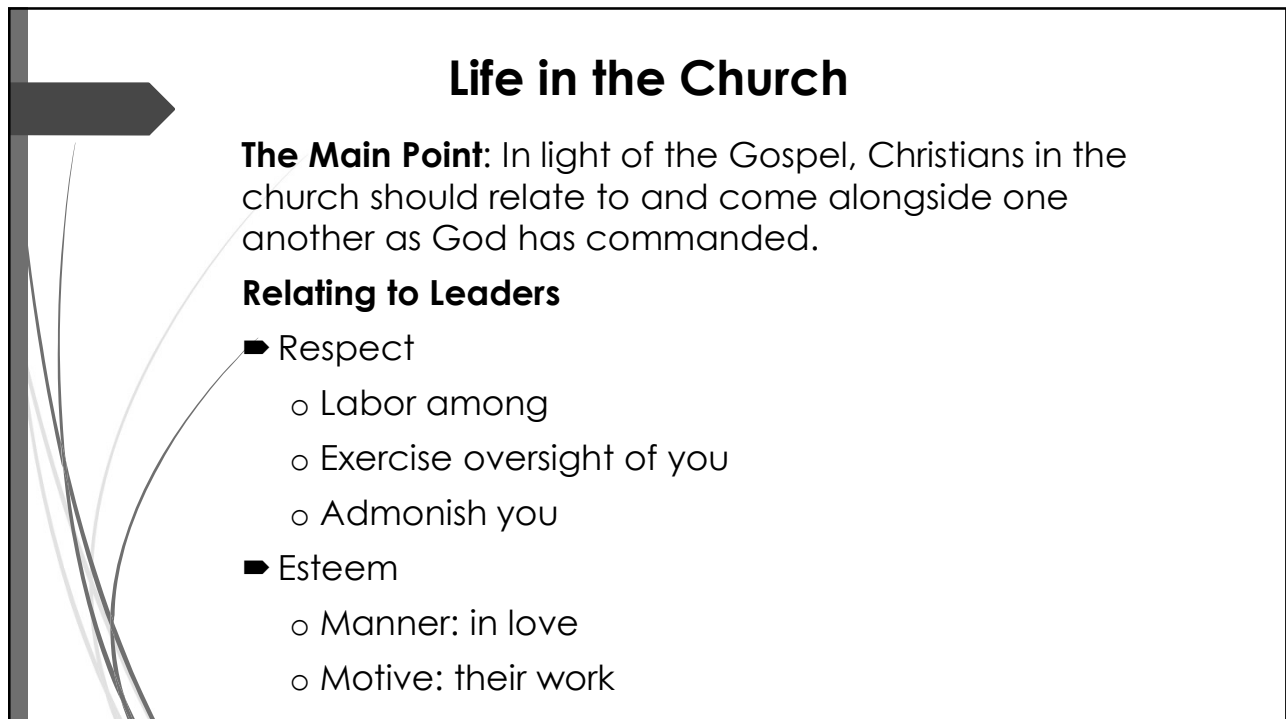 Life in the Church
The Main Point: In light of the Gospel, Christians in the
church should relate to and come alongside one
another as God has commanded.
Relating to Leaders
Respect
o Labor among
o Exercise oversight of you
o Admonish you
Esteem
o Manner: in love
o Motive: their work